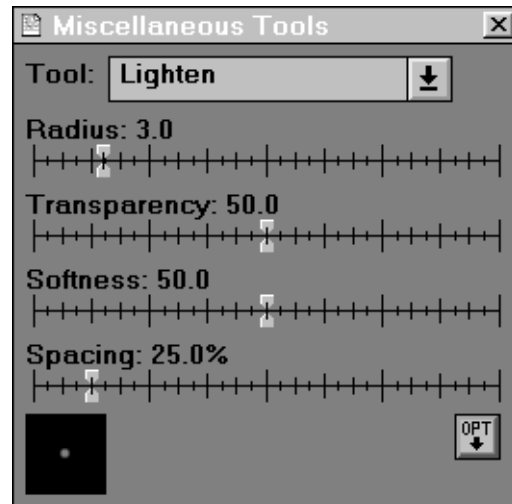 Miscellaneous Tools
Tool: Lighten
Radius: 3.0
Transparency: 50.0
Softness: 50.0
Spacing: 25.0%
OPT